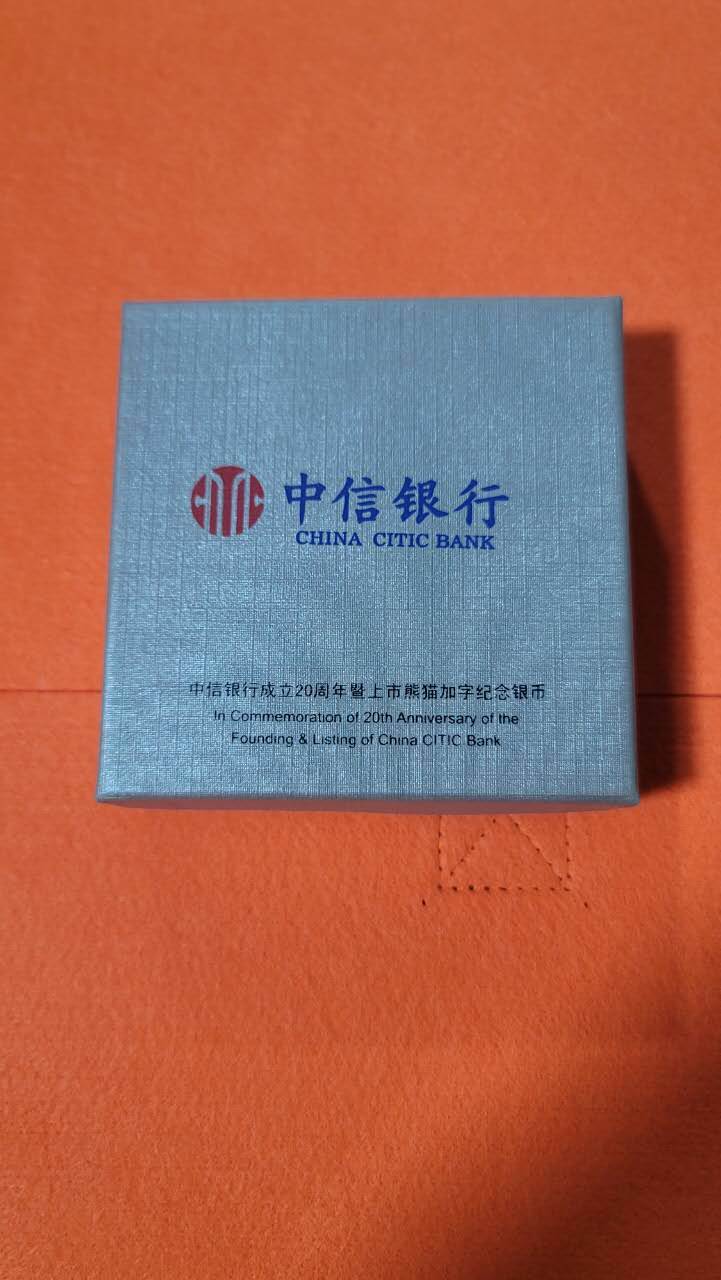 CITIC
中信银行
CHINA CITIC BANK
中信银行成立20周年暨上市熊猫加字纪念银币
In Commemoration of 20th Anniversary of the
Founding & Listing of China CITIC Bank